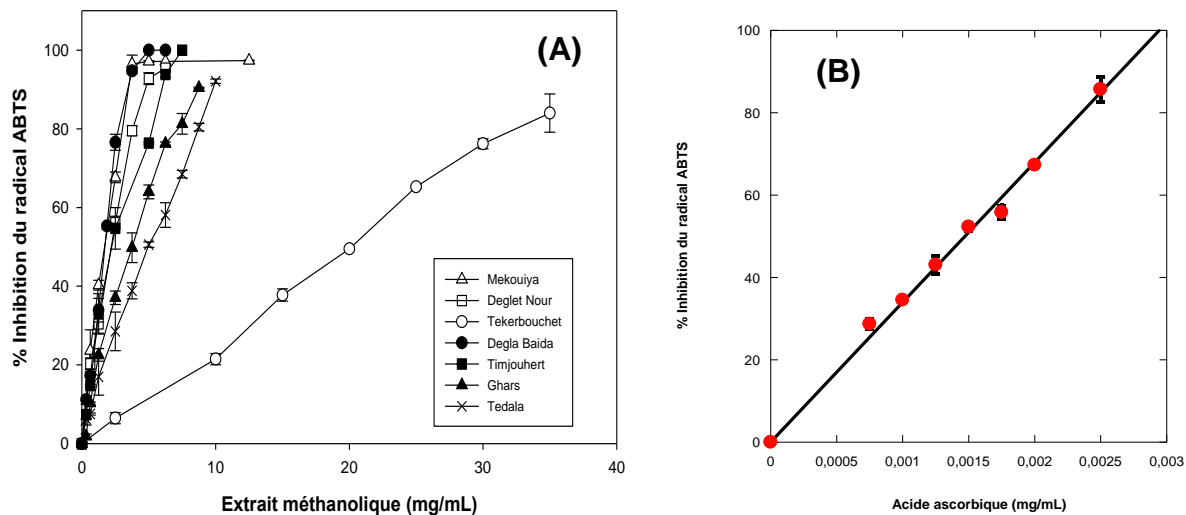 (A)
% Inhibition du radical ABTS
100
80
60
40
20
0
0 10 20 30 40
Extrait méthanolique (mg/mL)
Mekouiya
Deglet Nour
Tekerbouchet
Degla Baida
Timjouhert
Ghars
Tedala
(B)
% Inhibition du radical ABTS
100
80
60
40
20
0
0 0,0005 0,001 0,0015 0,002 0,0025 0,003
Acide ascorbique (mg/mL)